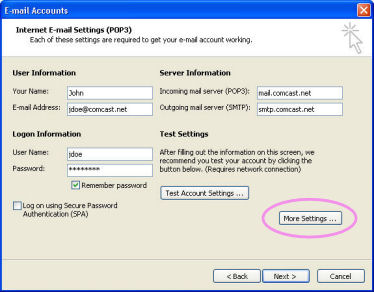 E-mail Accounts
Internet E-mail Settings (POP3)
Each of these settings are required to get your e-mail account working.
User Information
Your Name: John
E-mail Address: jdoe@comcast.net
Server Information
Incoming mail server (POP3): mail.comcast.net
Outgoing mail server (SMTP): smtp.comcast.net
Logon Information
User Name: jdoe
Password: ********
Remember password
Log on using Secure Password
Authentication (SPA)
Test Settings
After filling out the information on this screen, we
recommend you test your account by clicking the
button below. (Requires network connection)
Test Account Settings ...
More Settings ...
< Back
Next >
Cancel